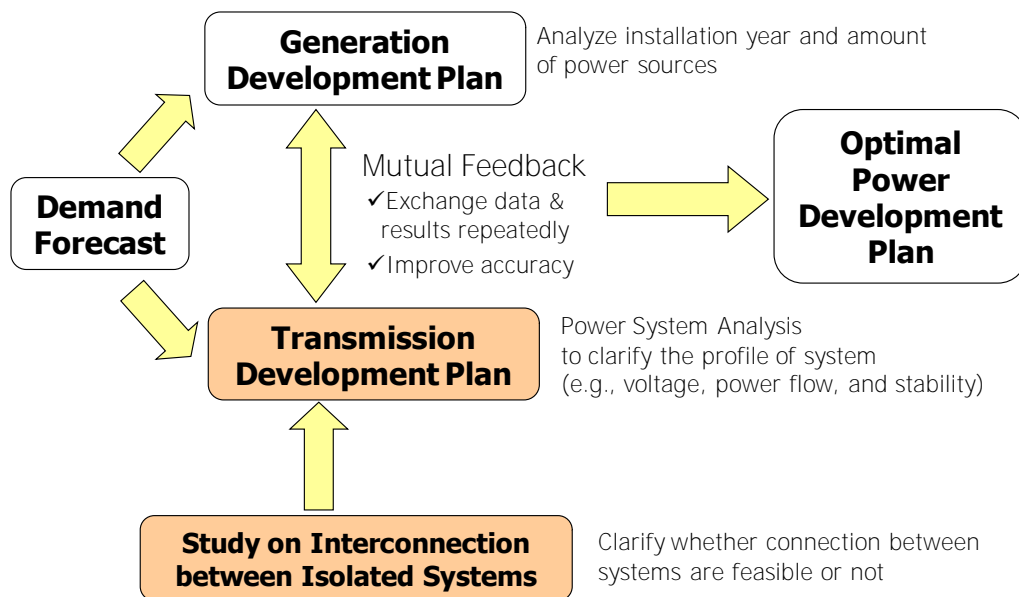 Generation
Development Plan
Analyze installation year and amount
of power sources
Mutual Feedback
✓Exchange data &
results repeatedly
✓Improve accuracy
Optimal
Power
Development
Plan
Demand
Forecast
Transmission
Development Plan
Power System Analysis
to clarify the profile of system
(e.g., voltage, power flow, and stability)
Study on Interconnection
between Isolated Systems
Clarify whether connection between
systems are feasible or not